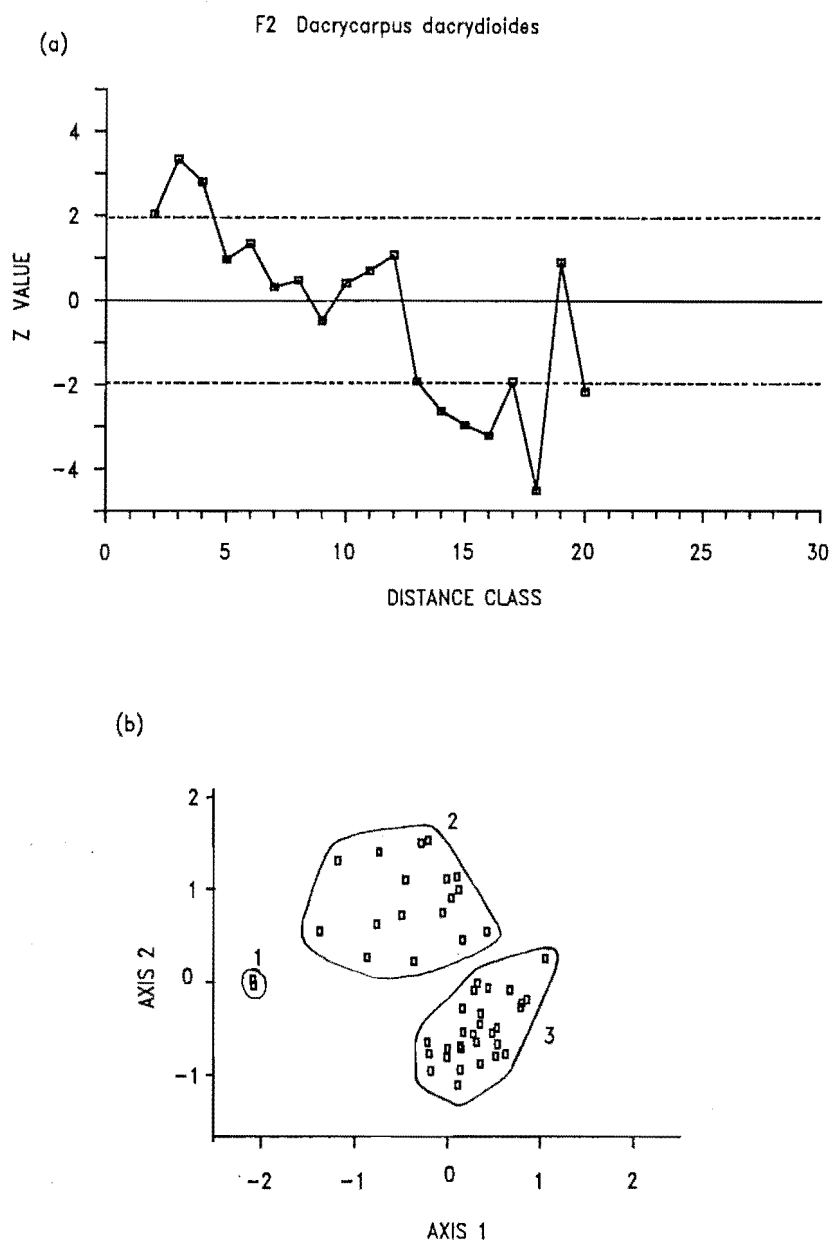 F2 Dacrycarpus dacrydioides
(a)
4
2
0
-2
-4
Z VALUE
0 5 10 15 20 25 30
DISTANCE CLASS
(b)
2
1
0
-1
AXIS 2
2
1
3
-2 -1 0 1 2
AXIS 1